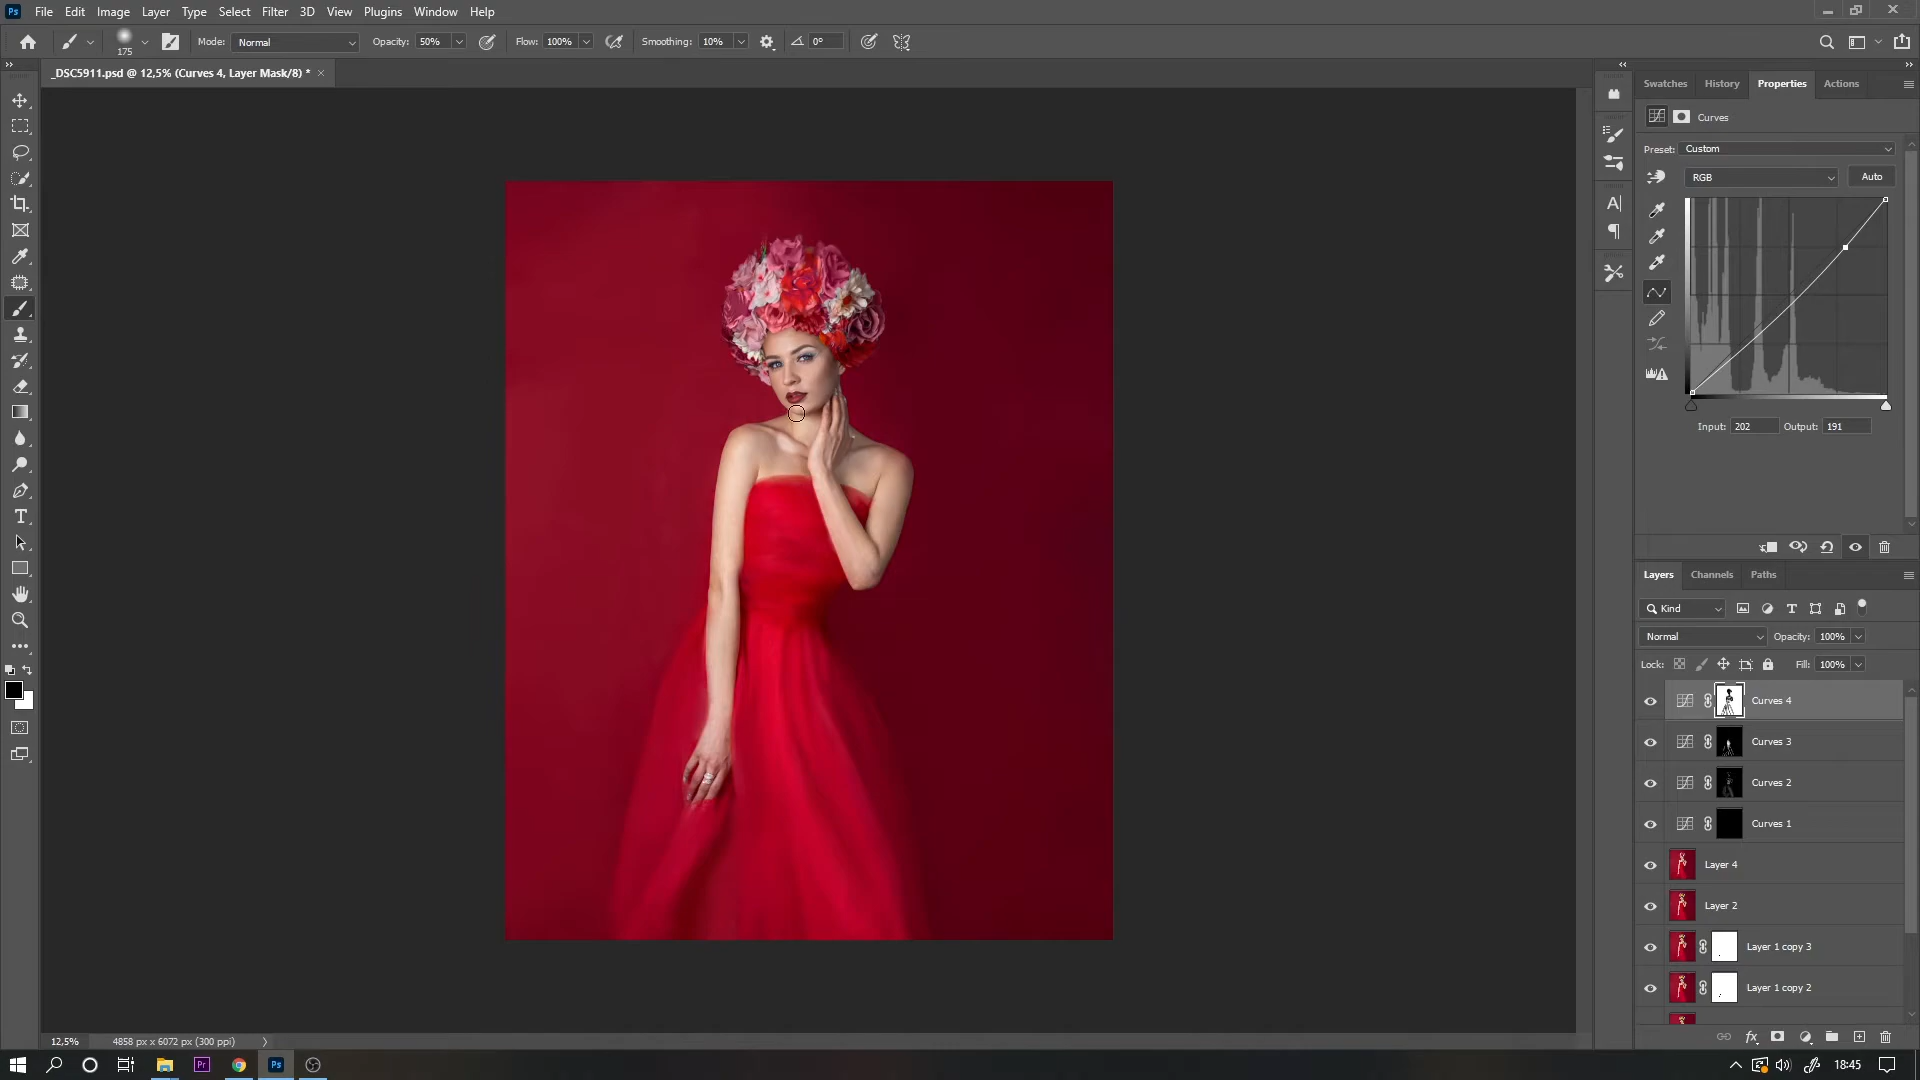 Ps File Edit Image Layer Type Select Filter 3D View Plugins Window Help
175 Mode: Normal Opacity: 50% Flow: 100% Smoothing: 10% 0°
_DSC5911.psd @ 12,5% (Curves 4, Layer Mask/8) *
Swatches History Properties Actions
Curves
Preset: Custom
RGB Auto
Input: 202 Output: 191
Layers Channels Paths
Kind
Normal Opacity: 100%
Lock: Fill: 100%
Curves 4
Curves 3
Curves 2
Curves 1
Layer 4
Layer 2
Layer 1 copy 3
Layer 1 copy 2
12,5% 4858 px x 6072 px (300 ppi)
Pr Ps 18:45